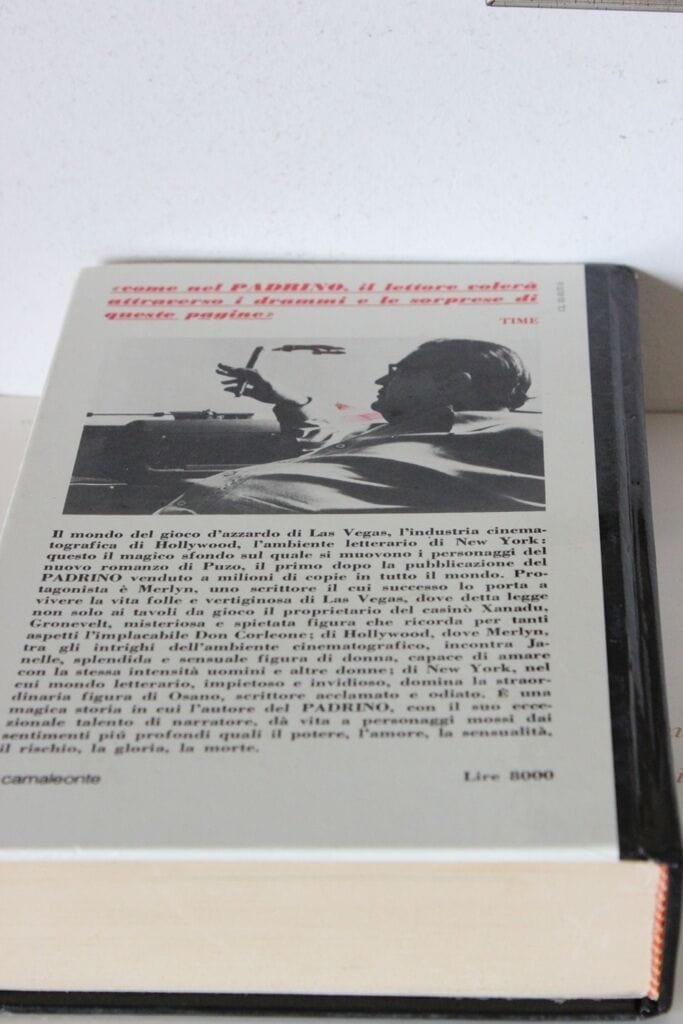 «come nel PADRINO, il lettore volerà
attraverso i drammi e le sorprese di
queste pagine»
TIME
Il mondo del gioco d'azzardo di Las Vegas, l'industria cinema-
tografica di Hollywood, l'ambiente letterario di New York:
questo il magico sfondo sul quale si muovono i personaggi del
nuovo romanzo di Puzo, il primo dopo la pubblicazione del
PADRINO venduto a milioni di copie in tutto il mondo. Pro-
tagonista è Merlyn, uno scrittore il cui successo lo porta a
vivere la vita folle e vertiginosa di Las Vegas, dove detta legge
non solo ai tavoli da gioco il proprietario del casinò Xanadu,
Gronevelt, misteriosa e spietata figura che ricorda per tanti
aspetti l'implacabile Don Corleone; di Hollywood, dove Merlyn,
tra gli intrighi dell'ambiente cinematografico, incontra Ja-
nelle, splendida e sensuale figura di donna, capace di amare
con la stessa intensità uomini e altre donne; di New York, nel
cui mondo letterario, impietoso e invidioso, domina la straor-
dinaria figura di Osano, scrittore acclamato e odiato. È una
magica storia in cui l'autore del PADRINO, con il suo ecce-
zionale talento di narratore, dà vita a personaggi mossi dai
sentimenti piú profondi quali il potere, l'amore, la sensualità,
il rischio, la gloria, la morte.
camaleonte
Lire 8000